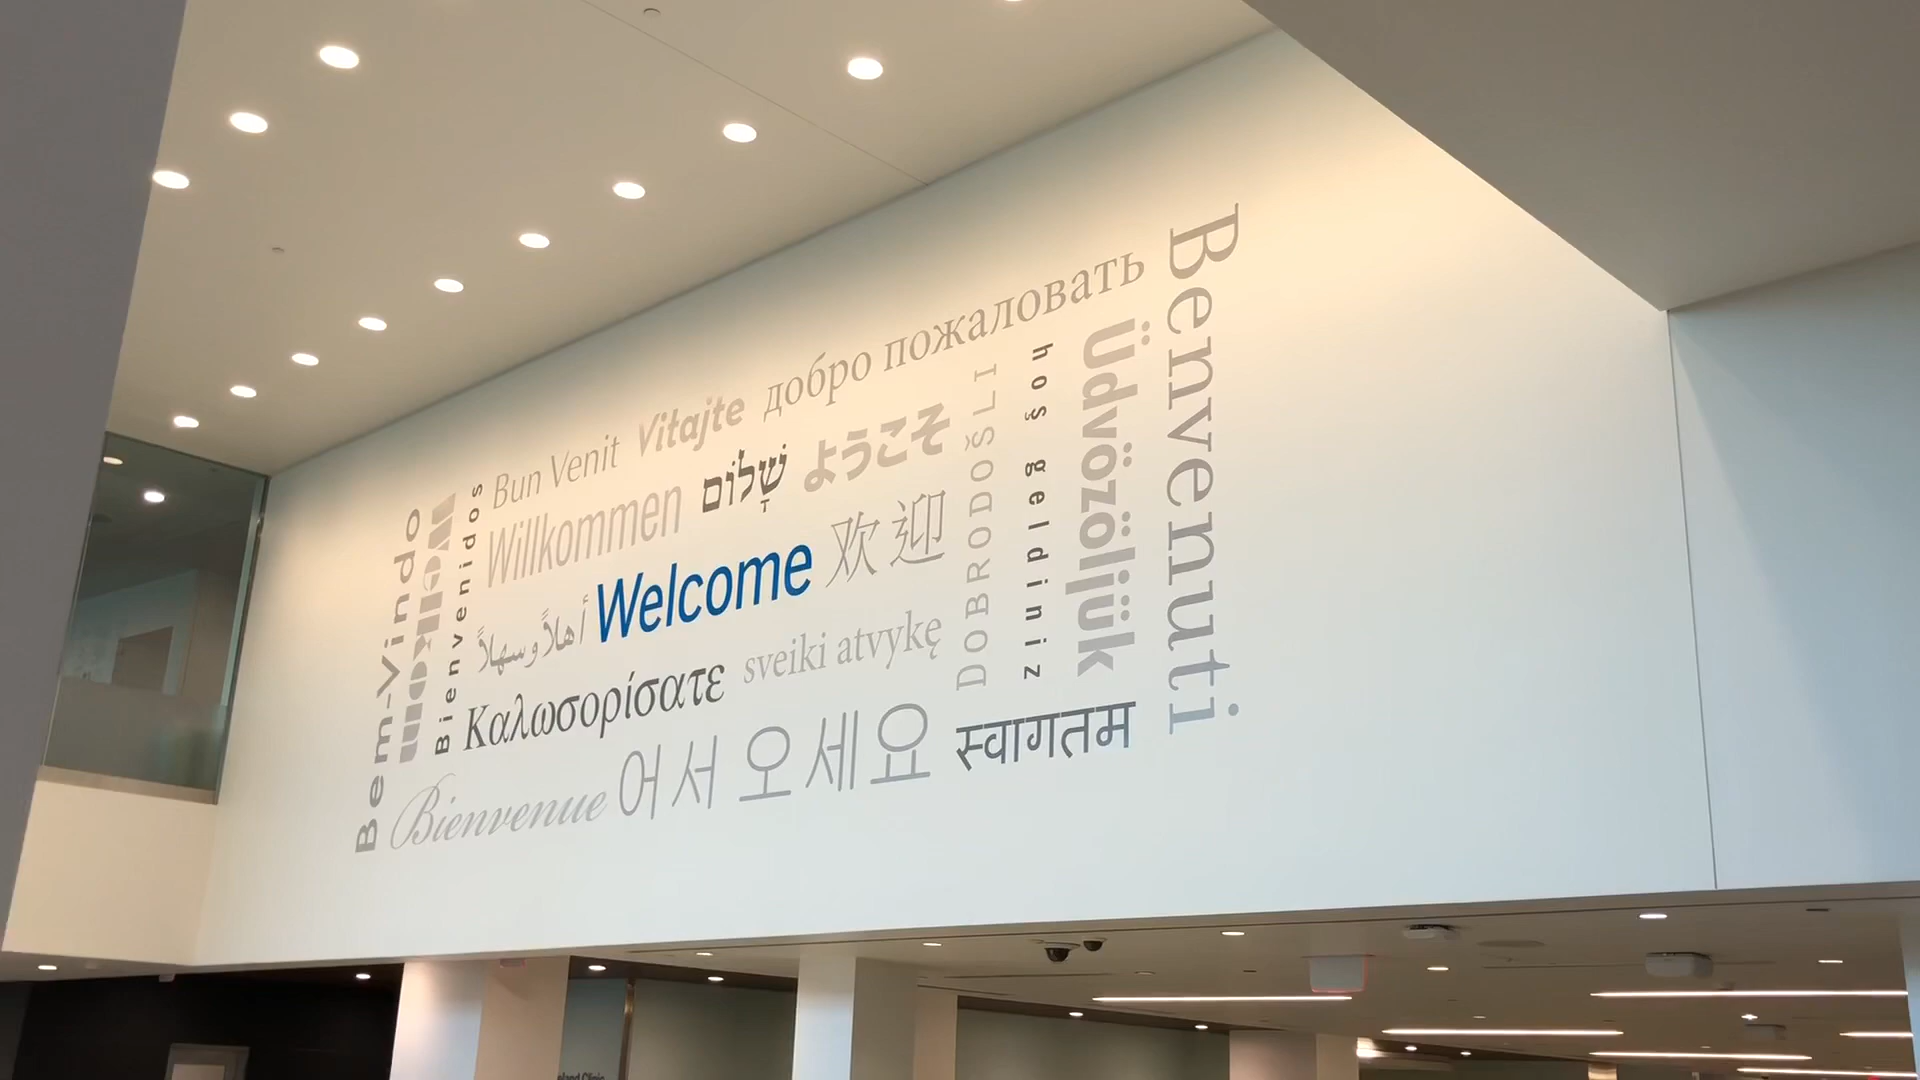 Bem-Vindo
Welkom
Bienvenidos
Bun Venit
Vitajte
добро пожаловать
Willkommen
שָׁלוֹם
ようこそ
أهلاً وسهلاً
Welcome
欢迎
Καλωσορίσατε
sveiki atvykę
Bienvenue
어서 오세요
स्वागतम
DOBRODOŠLI
hoş geldiniz
Üdvözöljük
Benvenuti